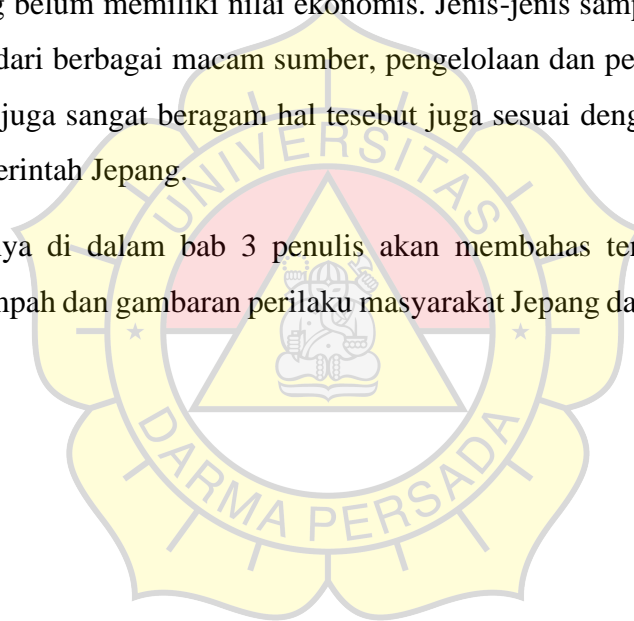 belum memiliki nilai ekonomis. Jenis-jenis samp
dari berbagai macam sumber, pengelolaan dan pe
juga sangat beragam hal tesebut juga sesuai deng
erintah Jepang.
ya di dalam bab 3 penulis akan membahas ter
mpah dan gambaran perilaku masyarakat Jepang da
UNIVERSITAS
DARMA PERSADA